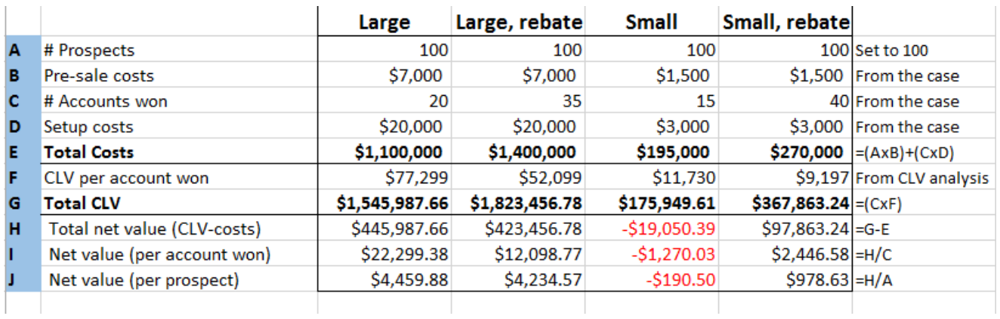 Large Large, rebate Small Small, rebate
A # Prospects 100 100 100 100 Set to 100
B Pre-sale costs $7,000 $7,000 $1,500 $1,500 From the case
C # Accounts won 20 35 15 40 From the case
D Setup costs $20,000 $20,000 $3,000 $3,000 From the case
E Total Costs $1,100,000 $1,400,000 $195,000 $270,000 =(AxB)+(CxD)
F CLV per account won $77,299 $52,099 $11,730 $9,197 From CLV analysis
G Total CLV $1,545,987.66 $1,823,456.78 $175,949.61 $367,863.24 =(CxF)
H Total net value (CLV-costs) $445,987.66 $423,456.78 -$19,050.39 $97,863.24 =G-E
I Net value (per account won) $22,299.38 $12,098.77 -$1,270.03 $2,446.58 =H/C
J Net value (per prospect) $4,459.88 $4,234.57 -$190.50 $978.63 =H/A